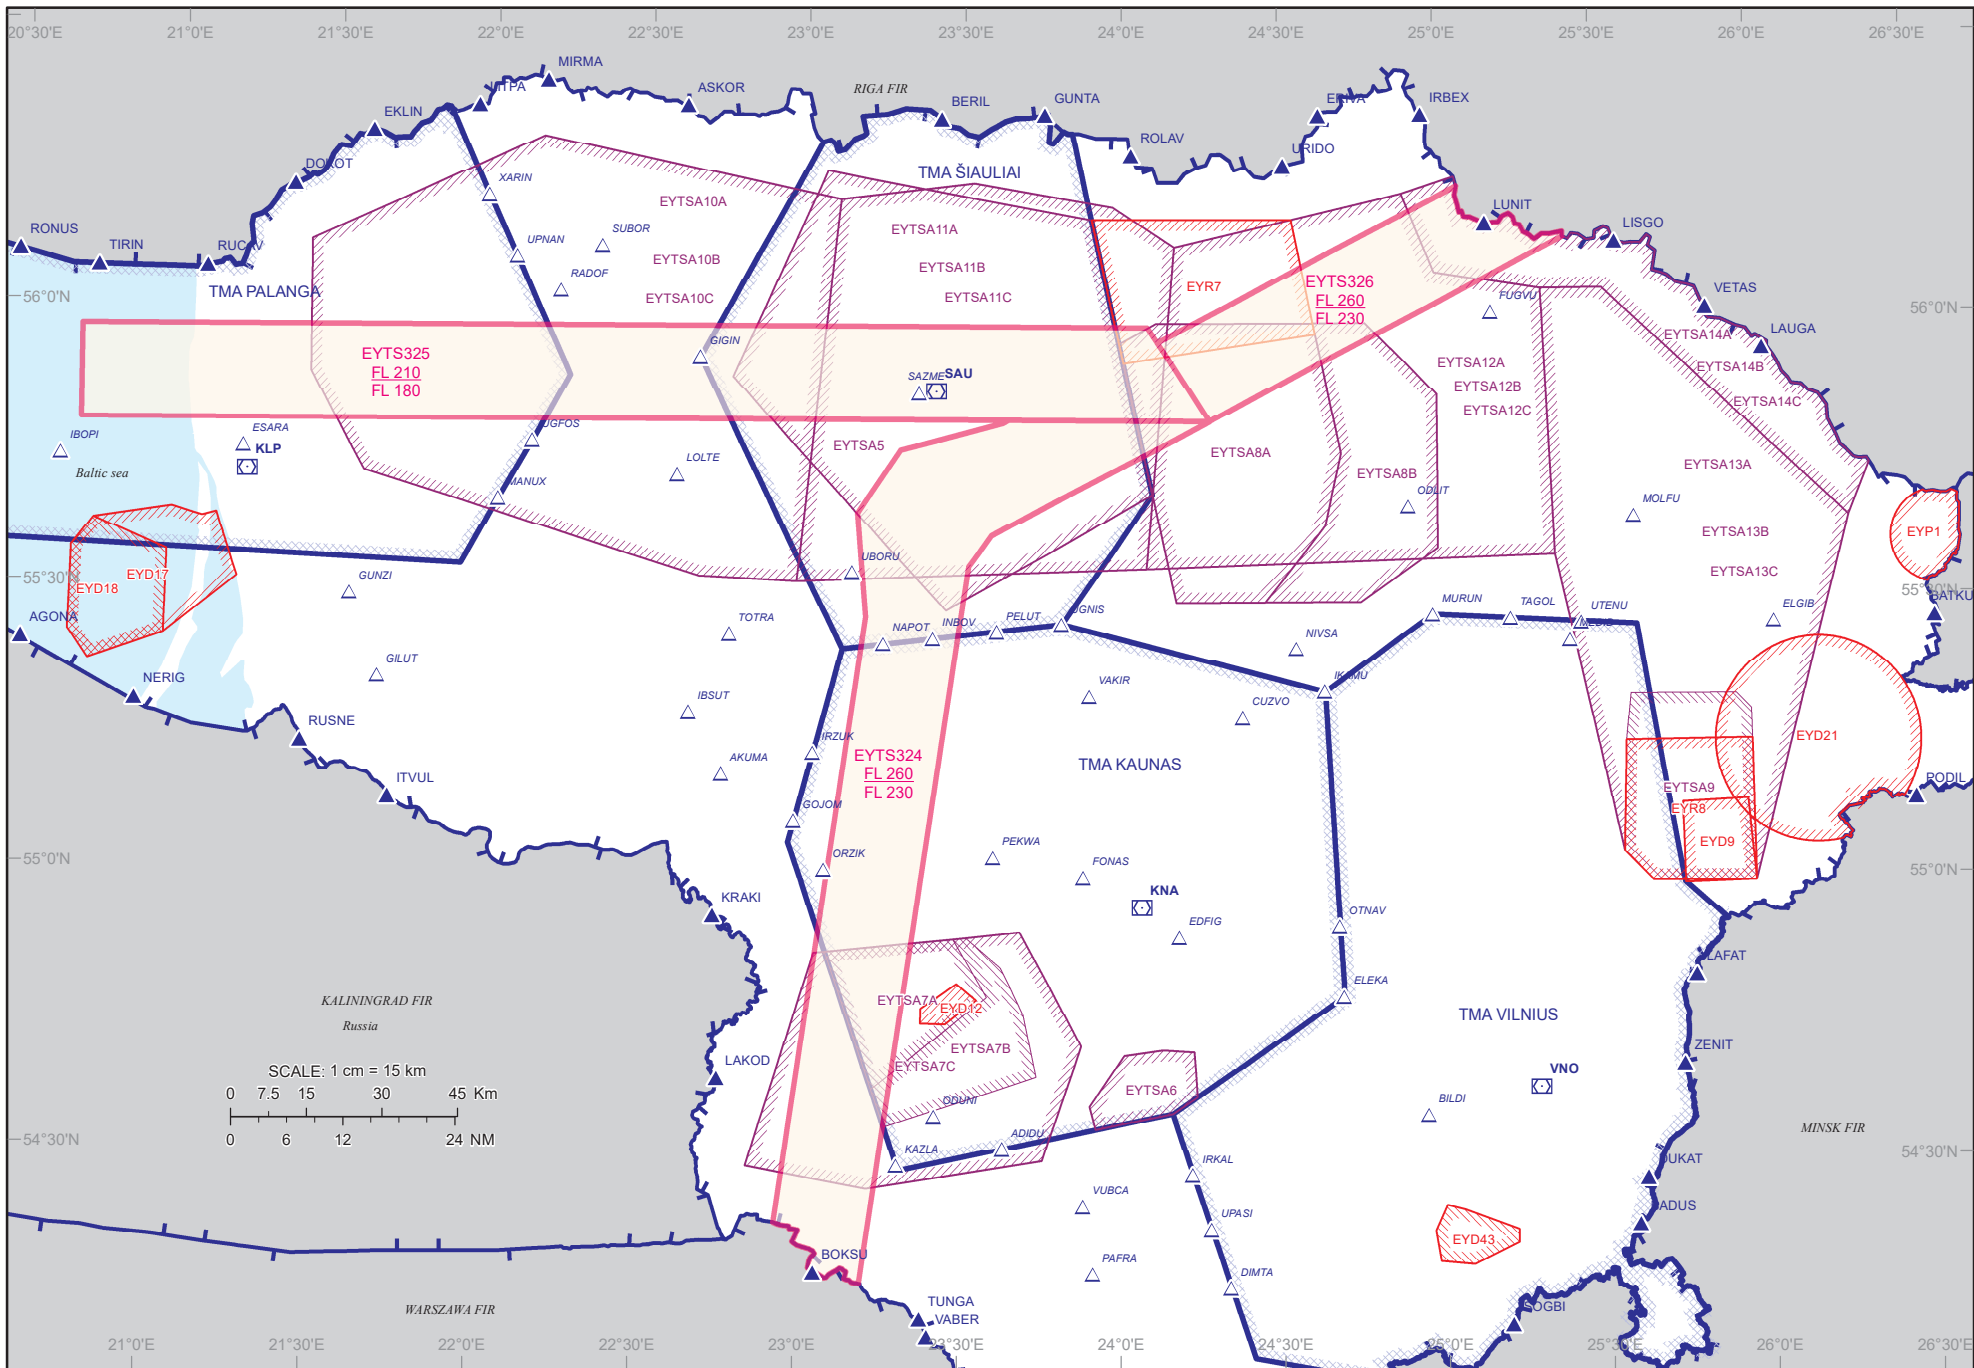 20°30'E 21°0'E 21°30'E 22°0'E 22°30'E 23°0'E 23°30'E 24°0'E 24°30'E 25°0'E 25°30'E 26°0'E 26°30'E
MIRMA
ASKOR
RIGA FIR
BERIL
GUNTA
ERIVA
IRBEX
EKLIN
ROLAV
URIDO
TMA ŠIAULIAI
XARIN
EYTSA10A
LUNIT
LISGO
RONUS
TIRIN
SUBOR
UPNAN
EYTSA11A
EYTSA10B
EYTSA11B
RADOF
TMA PALANGA
EYTSA10C
EYTSA11C
EYR7
EYTS326
FL 260
FL 230
FUGVU
VETAS
56°0'N
56°0'N
LAUGA
EYTSA14A
EYTS325
FL 210
FL 180
GIGIN
SAZME
SAU
EYTSA12A
EYTSA12B
EYTSA12C
EYTSA14B
EYTSA14C
IBOPI
ESARA
KLP
Baltic sea
UGFOS
LOLTE
EYTSA5
EYTSA8A
EYTSA8B
EYTSA13A
MANUX
ODLIT
MOLFU
EYTSA13B
EYP1
EYTSA13C
UBORU
55°30'N
EYD17
EYD18
GUNZI
BATKU
AGONA
TOTRA
NAPOT
INBOV
PELUT
UGNIS
MURUN
TAGOL
UTENU
ELGIB
NIVSA
GILUT
NERIG
IBSUT
VAKIR
CUZVO
RUSNE
IRZUK
EYTS324
FL 260
FL 230
TMA KAUNAS
EYD21
AKUMA
ITVUL
GOJOM
EYTSA9
EYR8
EYD9
PODIL
PEKWA
ORZIK
FONAS
55°0'N
55°0'N
KRAKI
KNA
EDFIG
OTNAV
LAFAT
ELEKA
KALININGRAD FIR
Russia
EYTSA7A
EYD12
TMA VILNIUS
EYTSA7B
EYTSA7C
LAKOD
ZENIT
SCALE: 1 cm = 15 km
0 7.5 15 30 45 Km
0 6 12 24 NM
EYTSA6
VNO
BILDI
ODUNI
54°30'N
54°30'N
ADIDU
KAZLA
MINSK FIR
IRKAL
VUBCA
UPASI
EYD43
BOKSU
PAFRA
DIMTA
WARSZAWA FIR
TUNGA
VABER
21°0'E 21°30'E 22°0'E 22°30'E 23°0'E 23°30'E 24°0'E 24°30'E 25°0'E 25°30'E 26°0'E 26°30'E